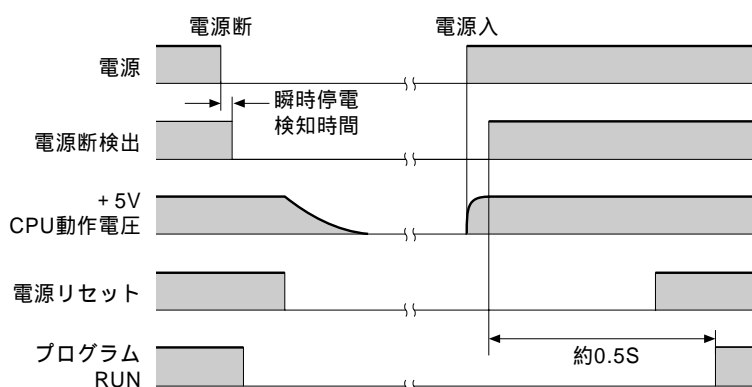 電源断
電源入
電源
瞬時停電
検知時間
電源断検出
+5V
CPU動作電圧
電源リセット
約0.5S
プログラム
RUN